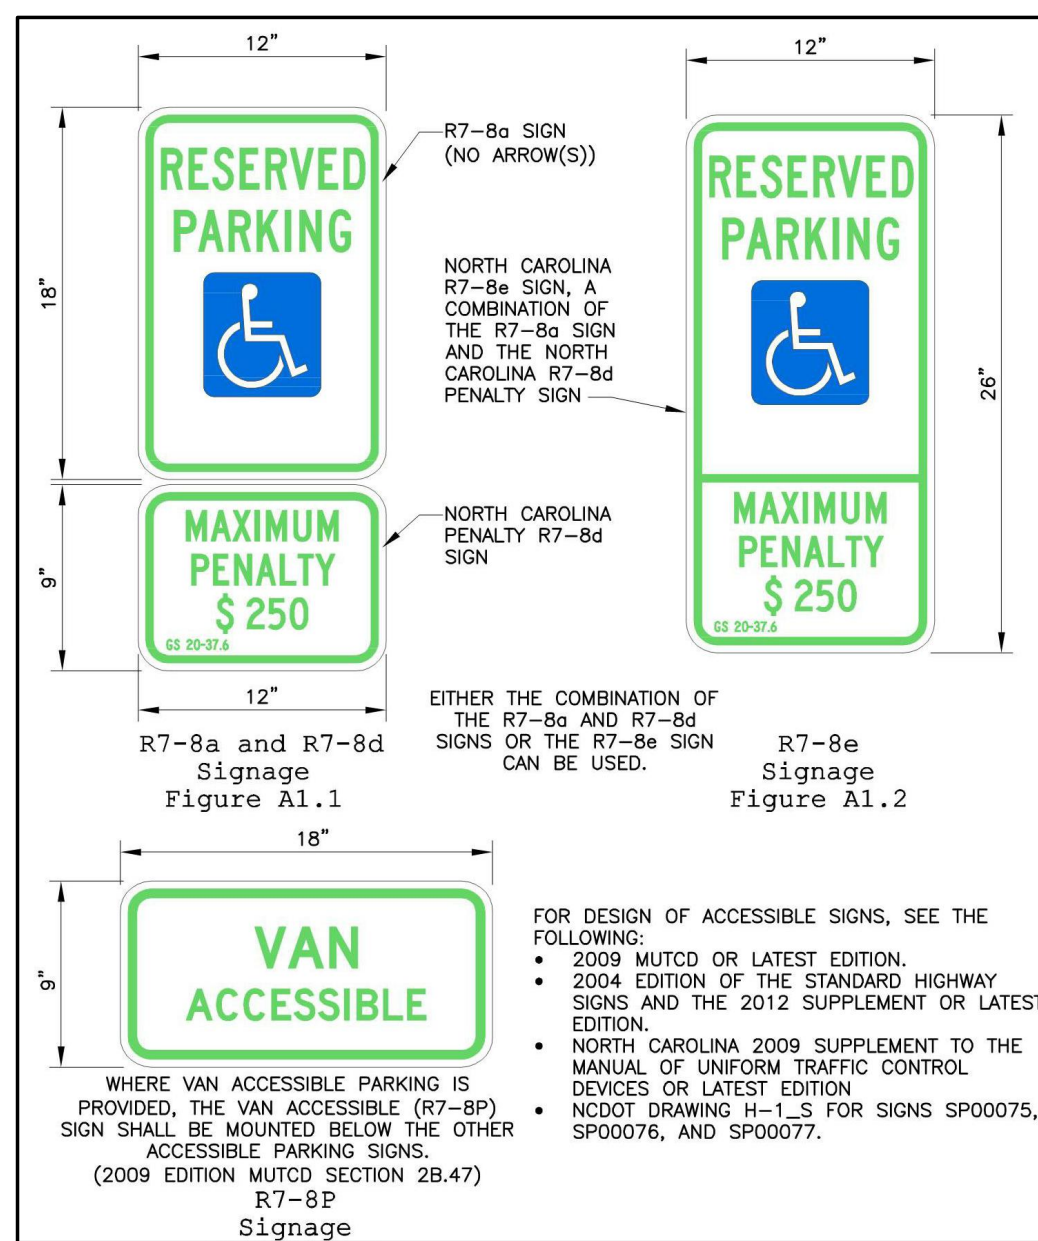 12"
18"
RESERVED
PARKING
R7-8a SIGN
(NO ARROW(S))
9"
MAXIMUM
PENALTY
$ 250
GS 20-37.6
NORTH CAROLINA
PENALTY R7-8d
SIGN
12"
R7-8a and R7-8d
Signage
Figure A1.1
NORTH CAROLINA
R7-8e SIGN, A
COMBINATION OF
THE R7-8a SIGN
AND THE NORTH
CAROLINA R7-8d
PENALTY SIGN
12"
RESERVED
PARKING
26"
MAXIMUM
PENALTY
$ 250
GS 20-37.6
EITHER THE COMBINATION OF
THE R7-8a AND R7-8d
SIGNS OR THE R7-8e SIGN
CAN BE USED.
R7-8e
Signage
Figure A1.2
18"
9"
VAN
ACCESSIBLE
WHERE VAN ACCESSIBLE PARKING IS
PROVIDED, THE VAN ACCESSIBLE (R7-8P)
SIGN SHALL BE MOUNTED BELOW THE OTHER
ACCESSIBLE PARKING SIGNS.
(2009 EDITION MUTCD SECTION 2B.47)
R7-8P
Signage
FOR DESIGN OF ACCESSIBLE SIGNS, SEE THE
FOLLOWING:
• 2009 MUTCD OR LATEST EDITION.
• 2004 EDITION OF THE STANDARD HIGHWAY
SIGNS AND THE 2012 SUPPLEMENT OR LATEST
EDITION.
• NORTH CAROLINA 2009 SUPPLEMENT TO THE
MANUAL OF UNIFORM TRAFFIC CONTROL
DEVICES OR LATEST EDITION
• NCDOT DRAWING H-1_S FOR SIGNS SP00075,
SP00076, AND SP00077.